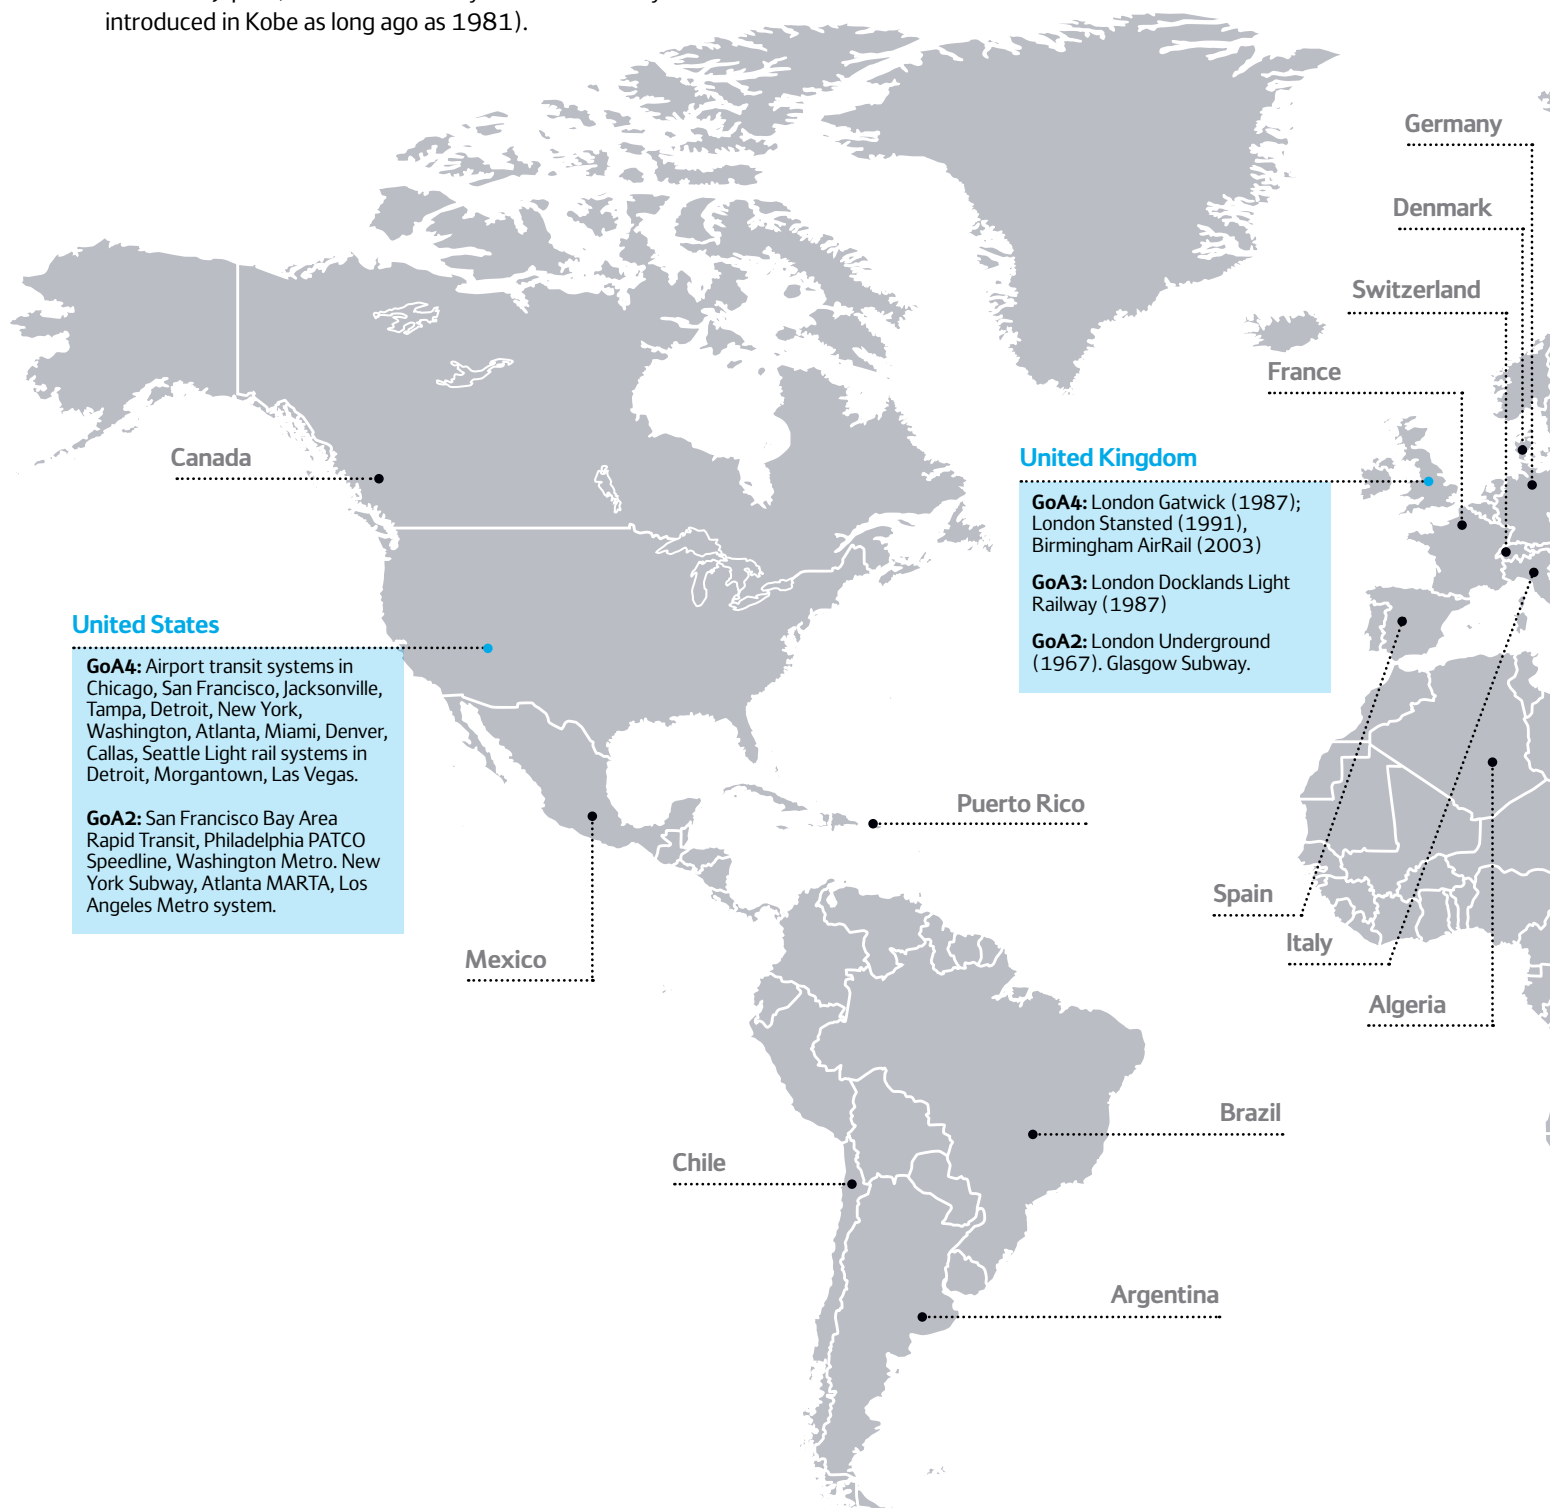 introduced in Kobe as long ago as 1981).
Germany
Denmark
Switzerland
France
Canada
United Kingdom
GoA4: London Gatwick (1987);
London Stansted (1991),
Birmingham AirRail (2003)
GoA3: London Docklands Light
Railway (1987)
GoA2: London Underground
(1967). Glasgow Subway.
United States
GoA4: Airport transit systems in
Chicago, San Francisco, Jacksonville,
Tampa, Detroit, New York,
Washington, Atlanta, Miami, Denver,
Callas, Seattle Light rail systems in
Detroit, Morgantown, Las Vegas.
GoA2: San Francisco Bay Area
Rapid Transit, Philadelphia PATCO
Speedline, Washington Metro. New
York Subway, Atlanta MARTA, Los
Angeles Metro system.
Puerto Rico
Spain
Italy
Mexico
Algeria
Brazil
Chile
Argentina